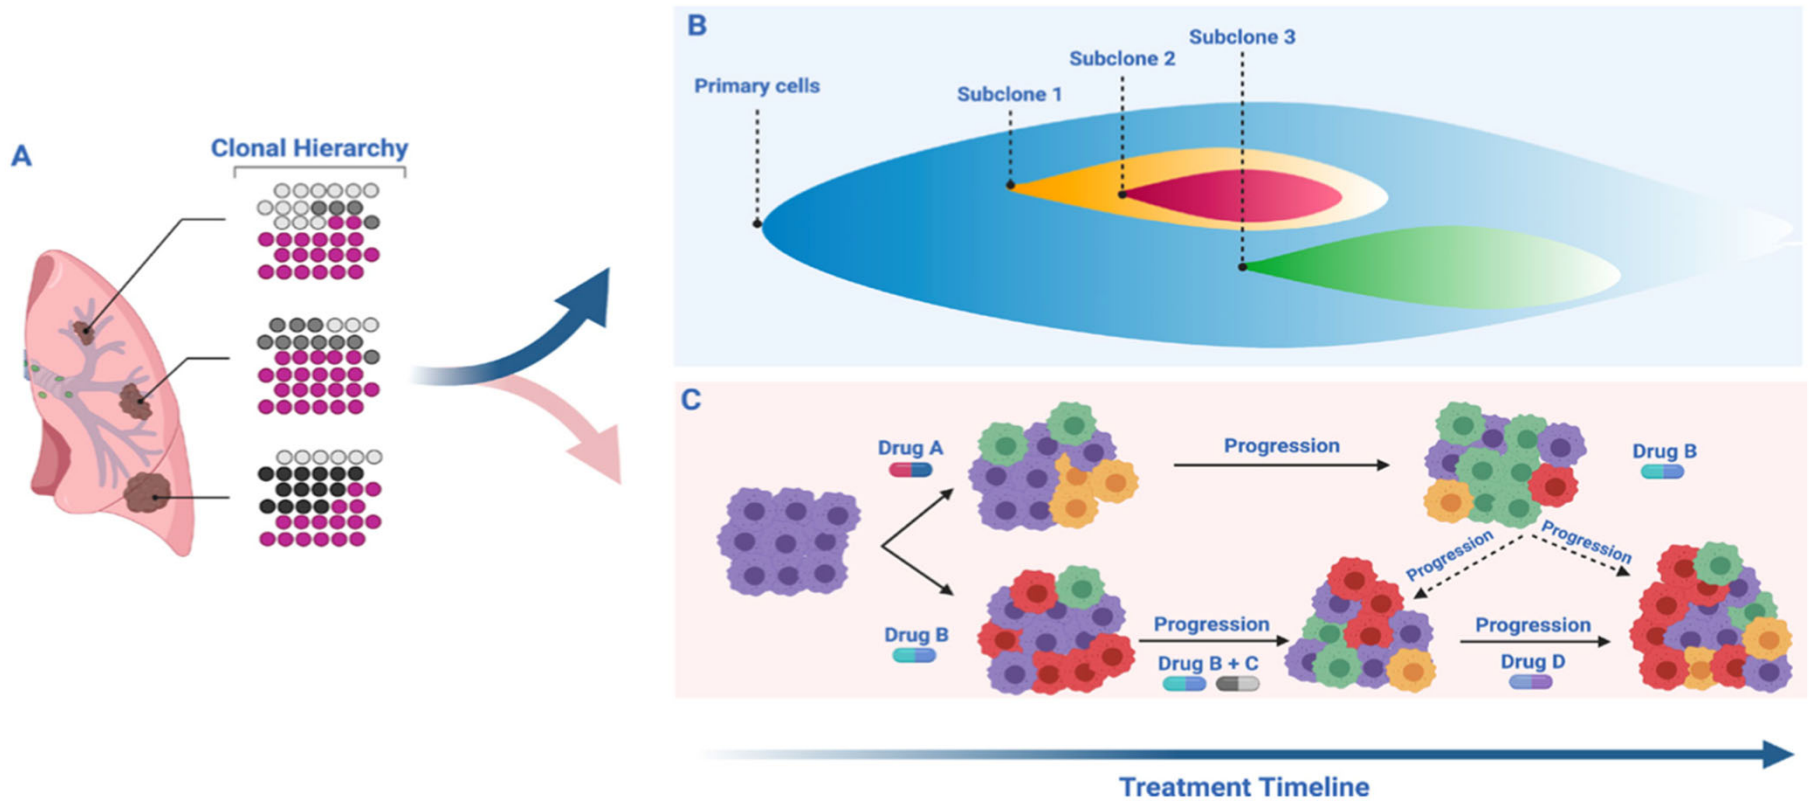 A
Clonal Hierarchy
B
Primary cells
Subclone 1
Subclone 2
Subclone 3
C
Drug A
Progression
Drug B
Progression
Progression
Drug B
Progression
Drug B + C
Progression
Drug D
Treatment Timeline